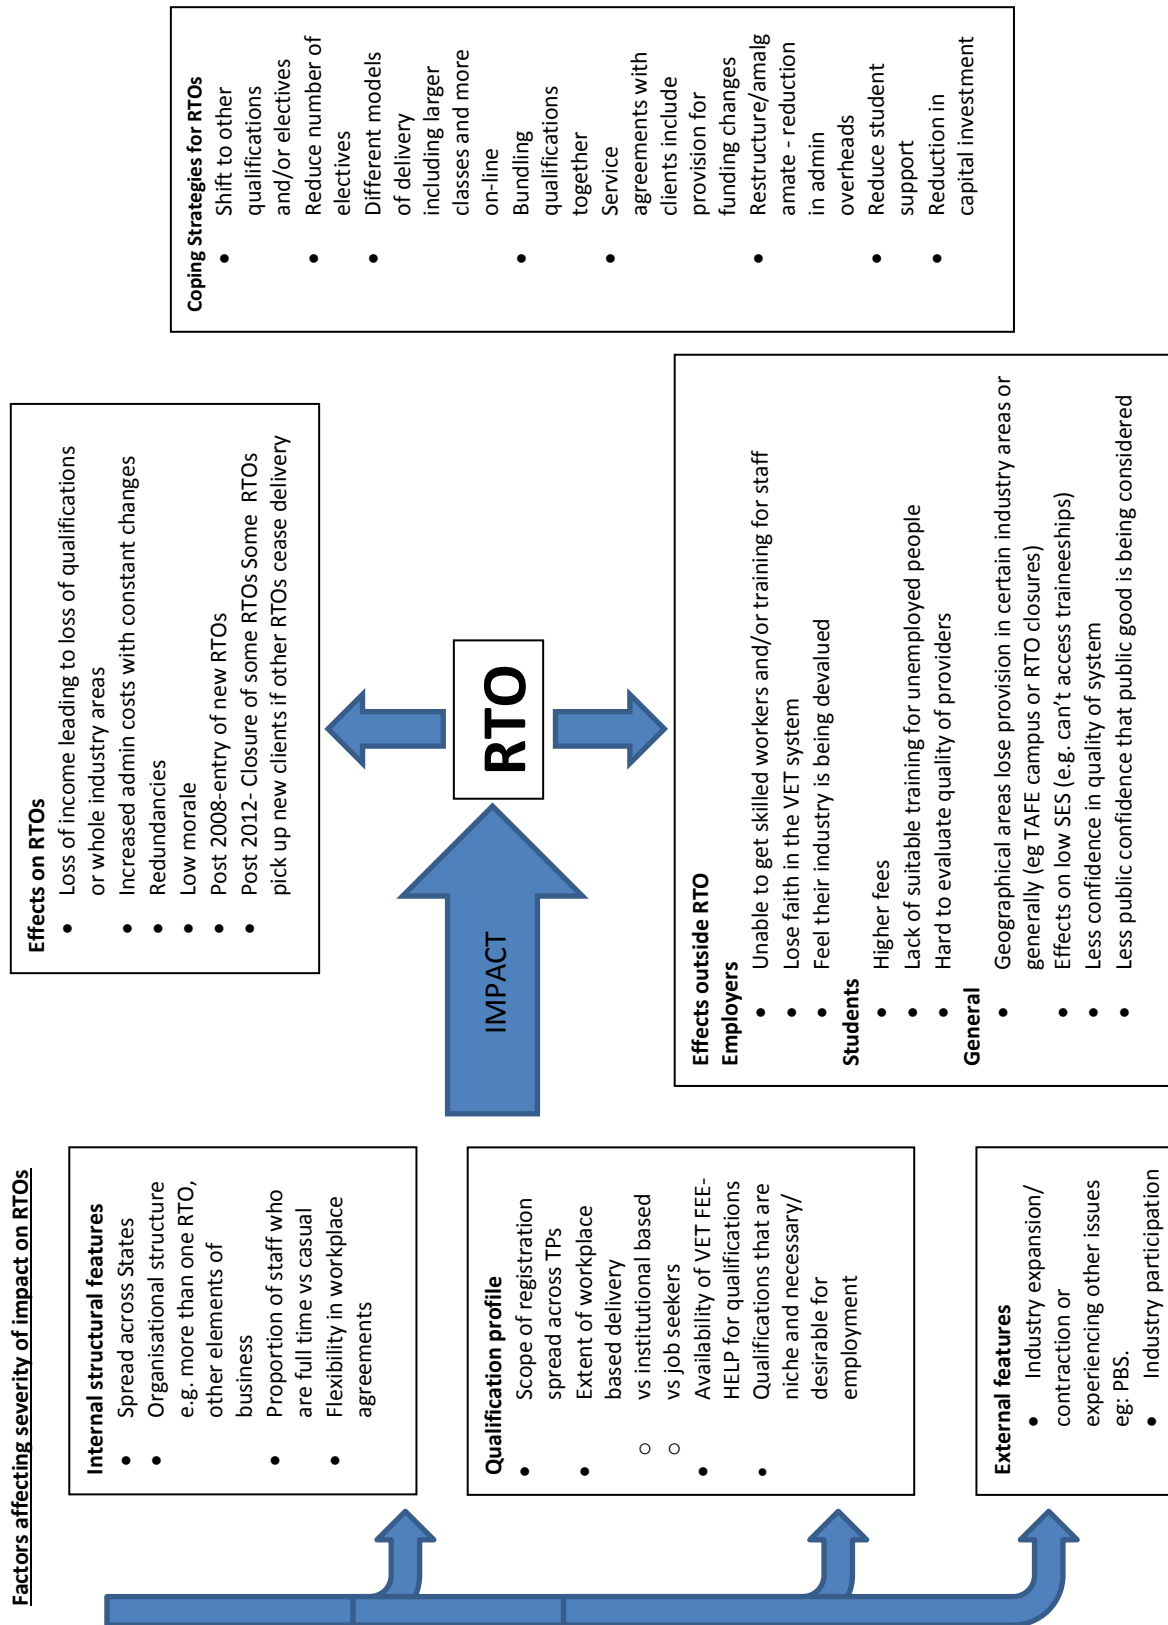 Factors affecting severity of impact on RTOs
Internal structural features
• Spread across States
• Organisational structure
e.g. more than one RTO,
other elements of
business
• Proportion of staff who
are full time vs casual
• Flexibility in workplace
agreements
Qualification profile
• Scope of registration
spread across TPs
• Extent of workplace
based delivery
○ vs institutional based
○ vs job seekers
• Availability of VET FEE-
HELP for qualifications
• Qualifications that are
niche and necessary/
desirable for
employment
External features
• Industry expansion/
contraction or
experiencing other issues
eg: PBS.
• Industry participation
IMPACT
RTO
Effects on RTOs
• Loss of income leading to loss of qualifications
or whole industry areas
• Increased admin costs with constant changes
• Redundancies
• Low morale
• Post 2008-entry of new RTOs
• Post 2012- Closure of some RTOs Some RTOs
pick up new clients if other RTOs cease delivery
Effects outside RTO
Employers
• Unable to get skilled workers and/or training for staff
• Lose faith in the VET system
• Feel their industry is being devalued
Students
• Higher fees
• Lack of suitable training for unemployed people
• Hard to evaluate quality of providers
General
• Geographical areas lose provision in certain industry areas or
generally (eg TAFE campus or RTO closures)
• Effects on low SES (e.g. can't access traineeships)
• Less confidence in quality of system
• Less public confidence that public good is being considered
Coping Strategies for RTOs
• Shift to other
qualifications
and/or electives
• Reduce number of
electives
• Different models
of delivery
including larger
classes and more
on-line
• Bundling
qualifications
together
• Service
agreements with
clients include
provision for
funding changes
• Restructure/amalg
amate - reduction
in admin
overheads
• Reduce student
support
• Reduction in
capital investment